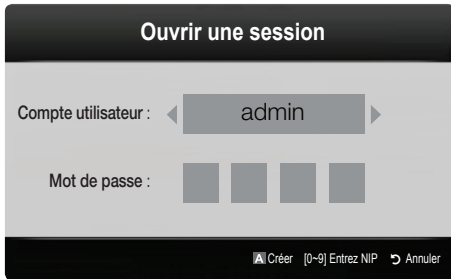 Ouvrir une session
Compte utilisateur : admin
Mot de passe :
A Créer [0~9] Entrez NIP Annuler